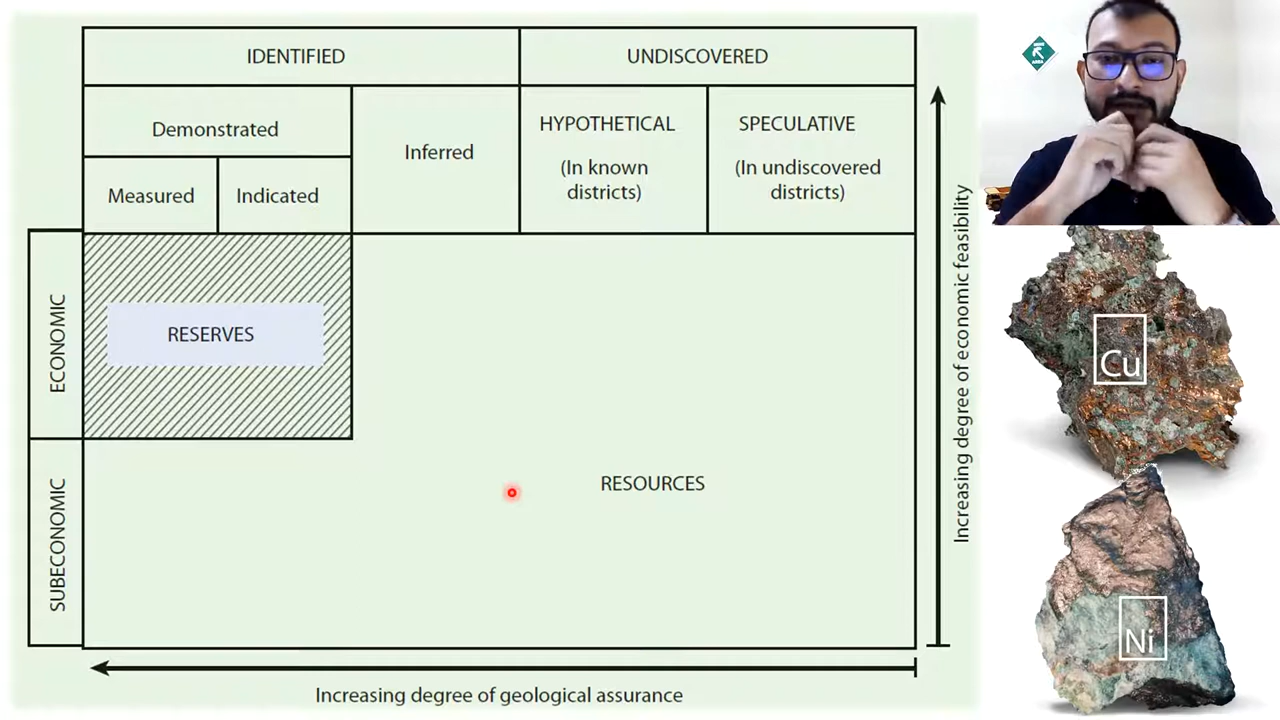 IDENTIFIED
UNDISCOVERED
Demonstrated
Measured
Indicated
Inferred
HYPOTHETICAL
(In known
districts)
SPECULATIVE
(In undiscovered
districts)
ECONOMIC
RESERVES
SUBECONOMIC
RESOURCES
Increasing degree of geological assurance
Increasing degree of economic feasibility
Cu
Ni